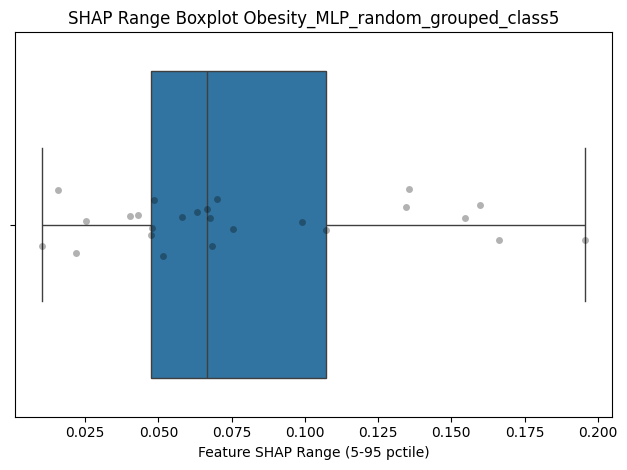 SHAP Range Boxplot Obesity_MLP_random_grouped_class5
0.025 0.050 0.075 0.100 0.125 0.150 0.175 0.200
Feature SHAP Range (5-95 pctile)